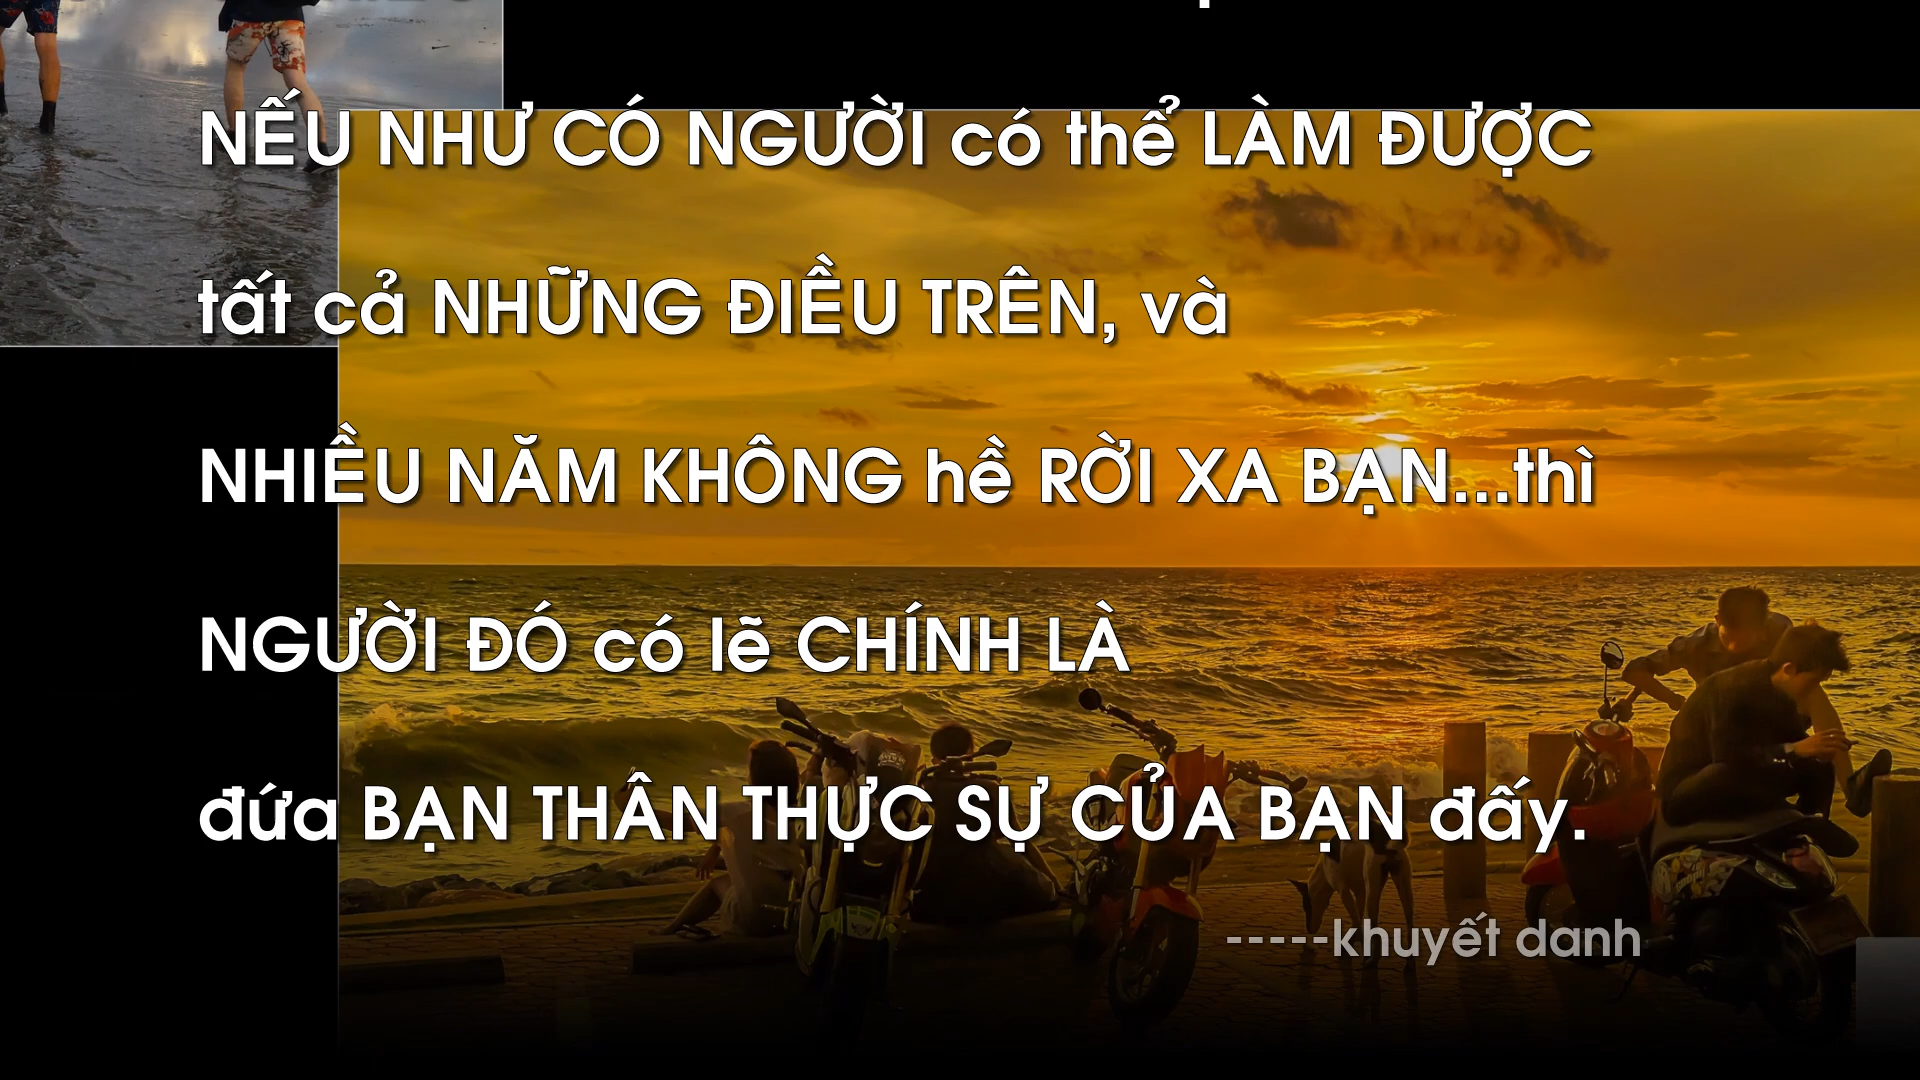 NẾU NHƯ CÓ NGƯỜI có thể LÀM ĐƯỢC
tất cả NHỮNG ĐIỀU TRÊN, và
NHIỀU NĂM KHÔNG hề RỜI XA BẠN...thì
NGƯỜI ĐÓ có lẽ CHÍNH LÀ
đứa BẠN THÂN THỰC SỰ CỦA BẠN đấy.
-----khuyết danh